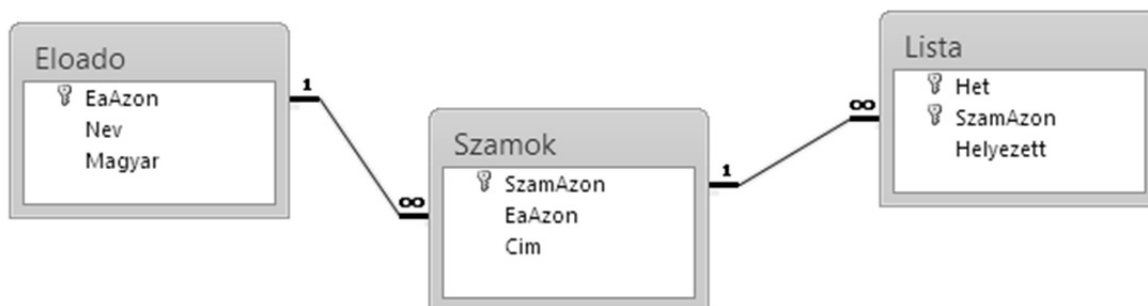 Eloado
EaAzon
Nev
Magyar
1
∞
Szamok
SzamAzon
EaAzon
Cim
1
∞
Lista
Het
SzamAzon
Helyezett